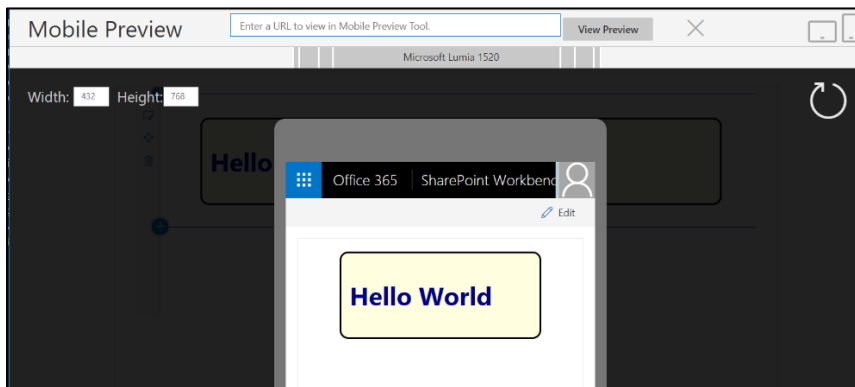 Mobile Preview
Enter a URL to view in Mobile Preview Tool.
View Preview
Microsoft Lumia 1520
Width: 432 Height: 768
Hello
Office 365
SharePoint Workbenc
Edit
Hello World